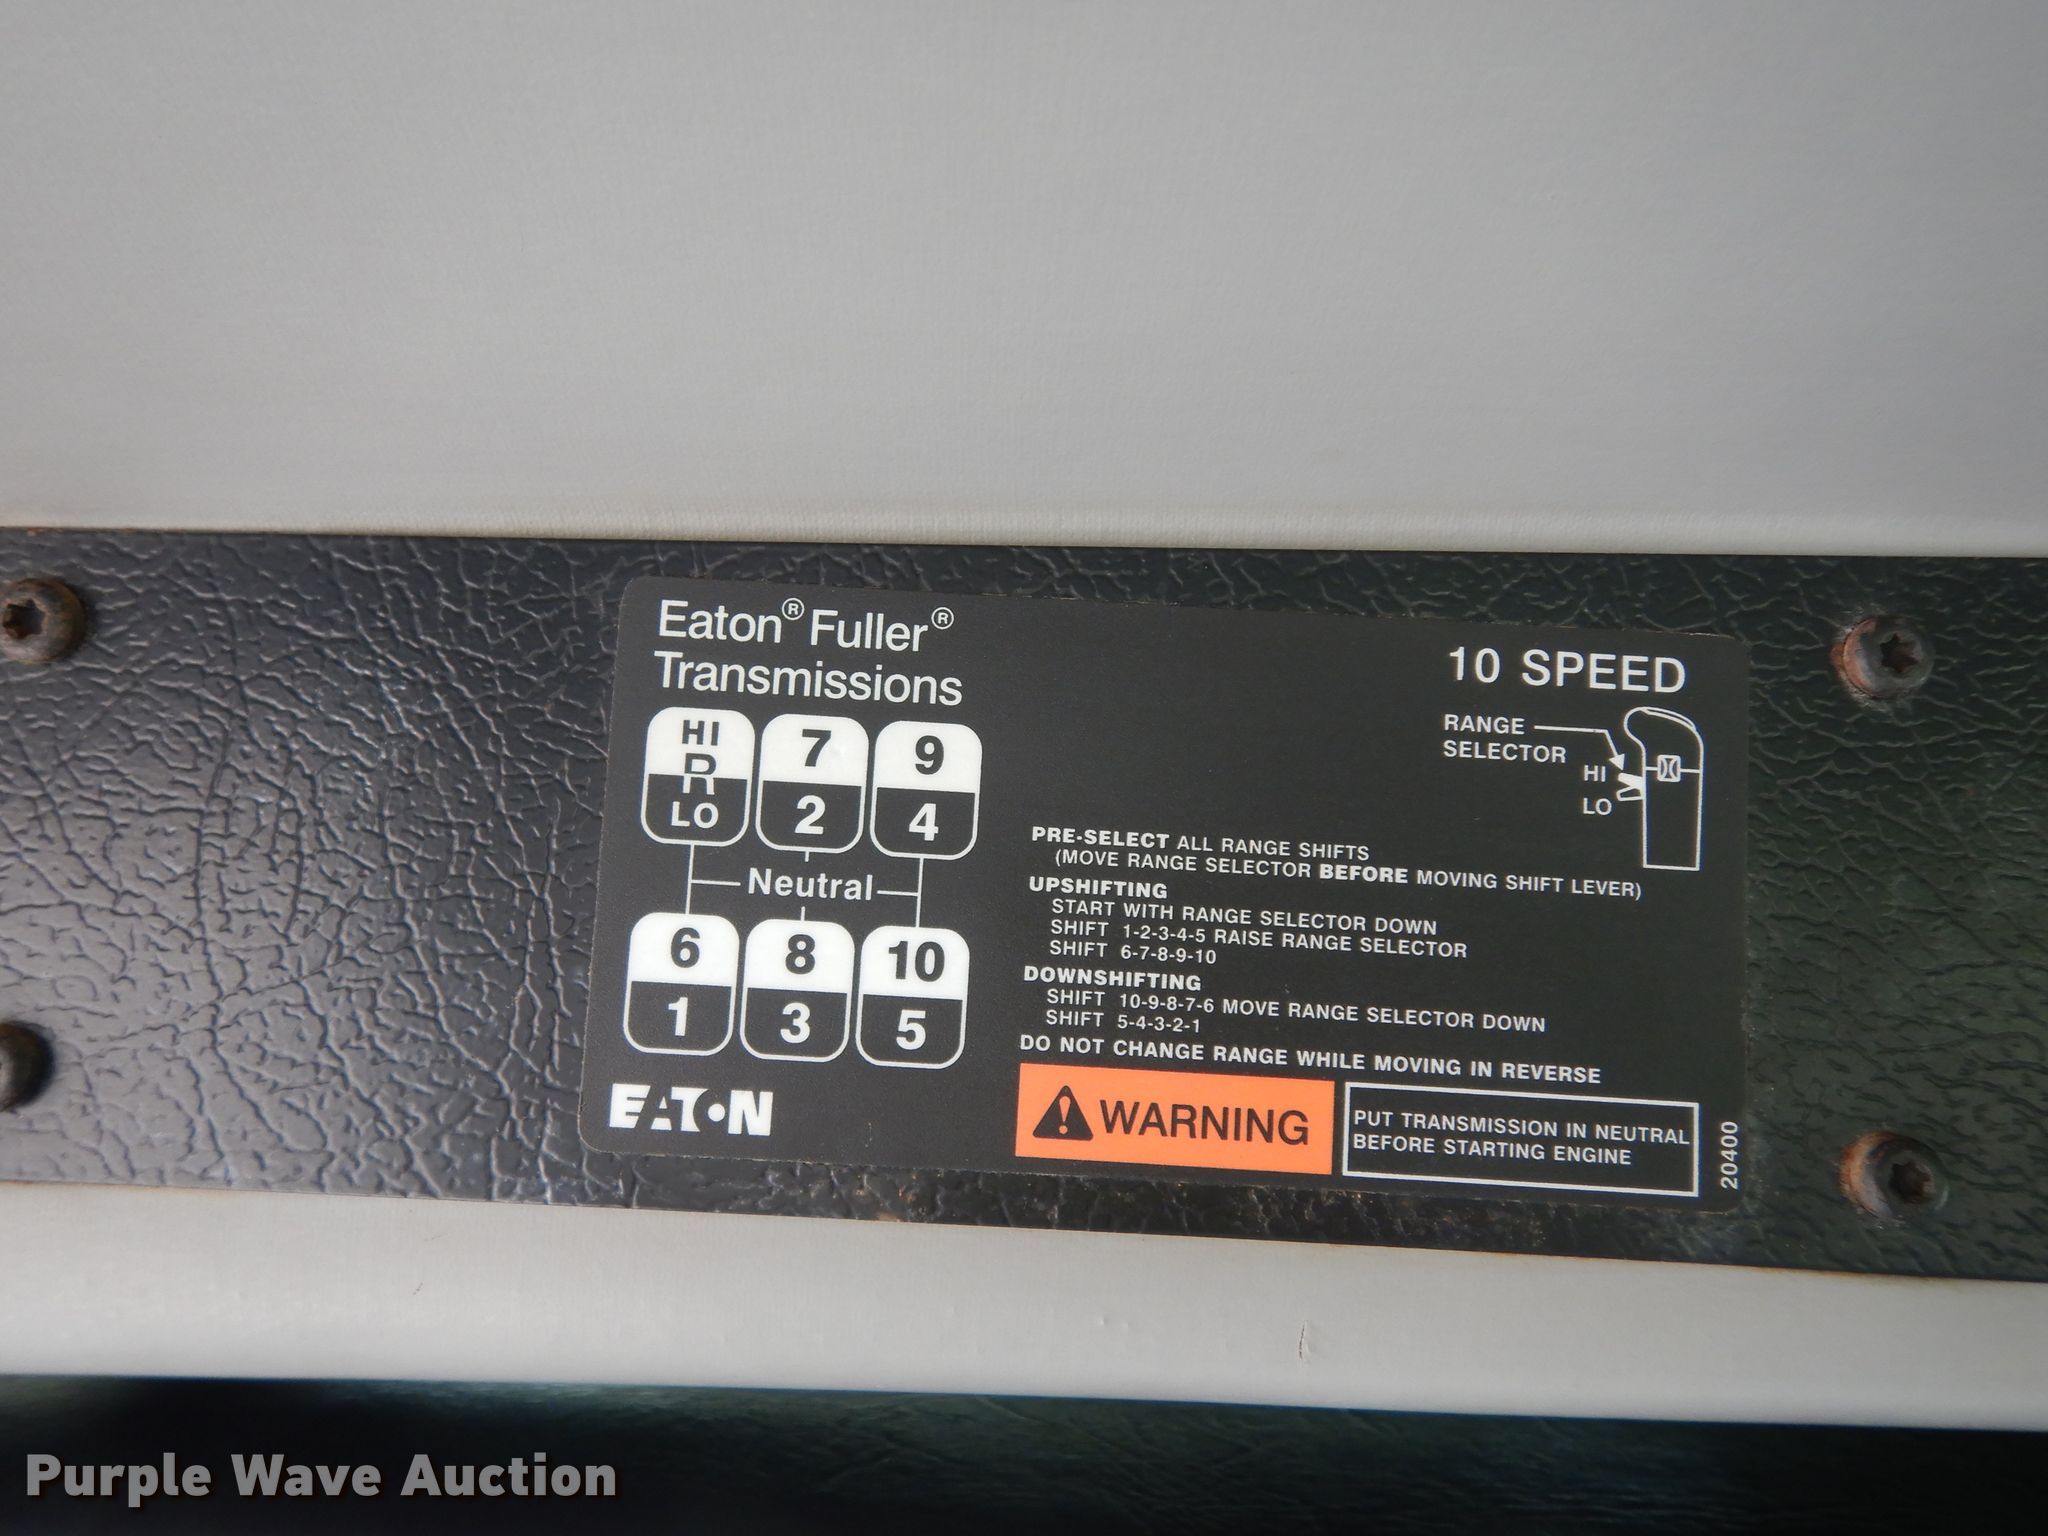 Eaton® Fuller®
Transmissions
10 SPEED
HI
R
LO
7
2
9
4
Neutral
6
1
8
3
10
5
EATON
RANGE
SELECTOR
HI
LO
PRE-SELECT ALL RANGE SHIFTS
(MOVE RANGE SELECTOR BEFORE MOVING SHIFT LEVER)
UPSHIFTING
START WITH RANGE SELECTOR DOWN
SHIFT 1-2-3-4-5 RAISE RANGE SELECTOR
SHIFT 6-7-8-9-10
DOWNSHIFTING
SHIFT 10-9-8-7-6 MOVE RANGE SELECTOR DOWN
SHIFT 5-4-3-2-1
DO NOT CHANGE RANGE WHILE MOVING IN REVERSE
WARNING
PUT TRANSMISSION IN NEUTRAL
BEFORE STARTING ENGINE
20400
Purple Wave Auction